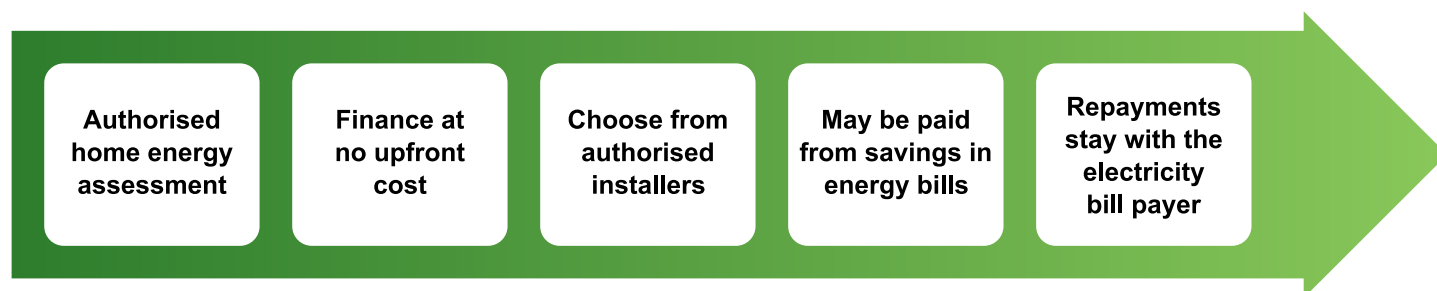 Authorised
home energy
assessment
Finance at
no upfront
cost
Choose from
authorised
installers
May be paid
from savings in
energy bills
Repayments
stay with the
electricity
bill payer